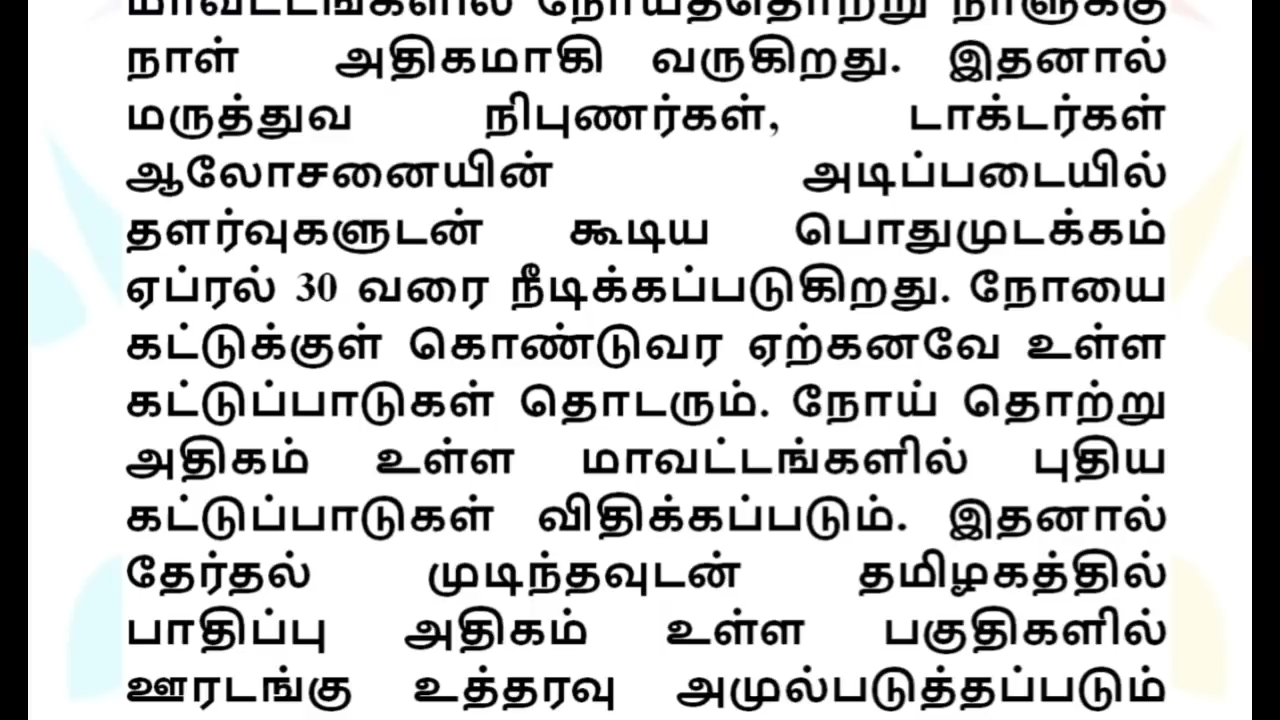 மாவட்டங்களில் நோய்த்தொற்று நாளுக்கு
நாள் அதிகமாகி வருகிறது. இதனால்
மருத்துவ நிபுணர்கள், டாக்டர்கள்
ஆலோசனையின் அடிப்படையில்
தளர்வுகளுடன் கூடிய பொதுமுடக்கம்
ஏப்ரல் 30 வரை நீடிக்கப்படுகிறது. நோயை
கட்டுக்குள் கொண்டுவர ஏற்கனவே உள்ள
கட்டுப்பாடுகள் தொடரும். நோய் தொற்று
அதிகம் உள்ள மாவட்டங்களில் புதிய
கட்டுப்பாடுகள் விதிக்கப்படும். இதனால்
தேர்தல் முடிந்தவுடன் தமிழகத்தில்
பாதிப்பு அதிகம் உள்ள பகுதிகளில்
ஊரடங்கு உத்தரவு அமுல்படுத்தப்படும்